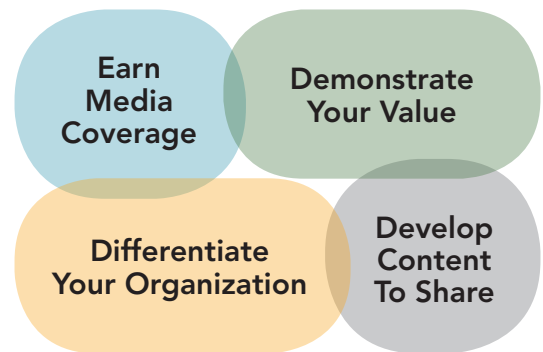 Earn
Media
Coverage
Demonstrate
Your Value
Differentiate
Your Organization
Develop
Content
To Share